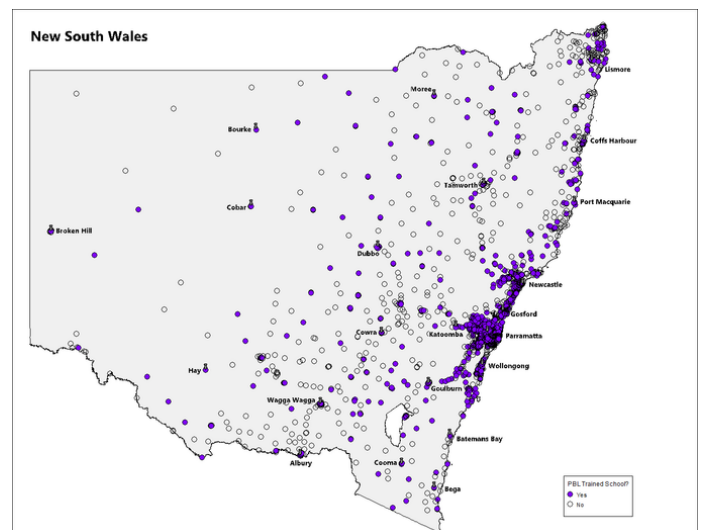 New South Wales
Lismore
Moree
Bourke
Coffs Harbour
Tamworth
Port Macquarie
Cobar
Broken Hill
Dubbo
Newcastle
Gosford
Cowra
Katoomba
Parramatta
Wollongong
Hay
Goulburn
Wagga Wagga
Batemans Bay
Albury
Cooma
Bega
PBL Trained School?
Yes
No